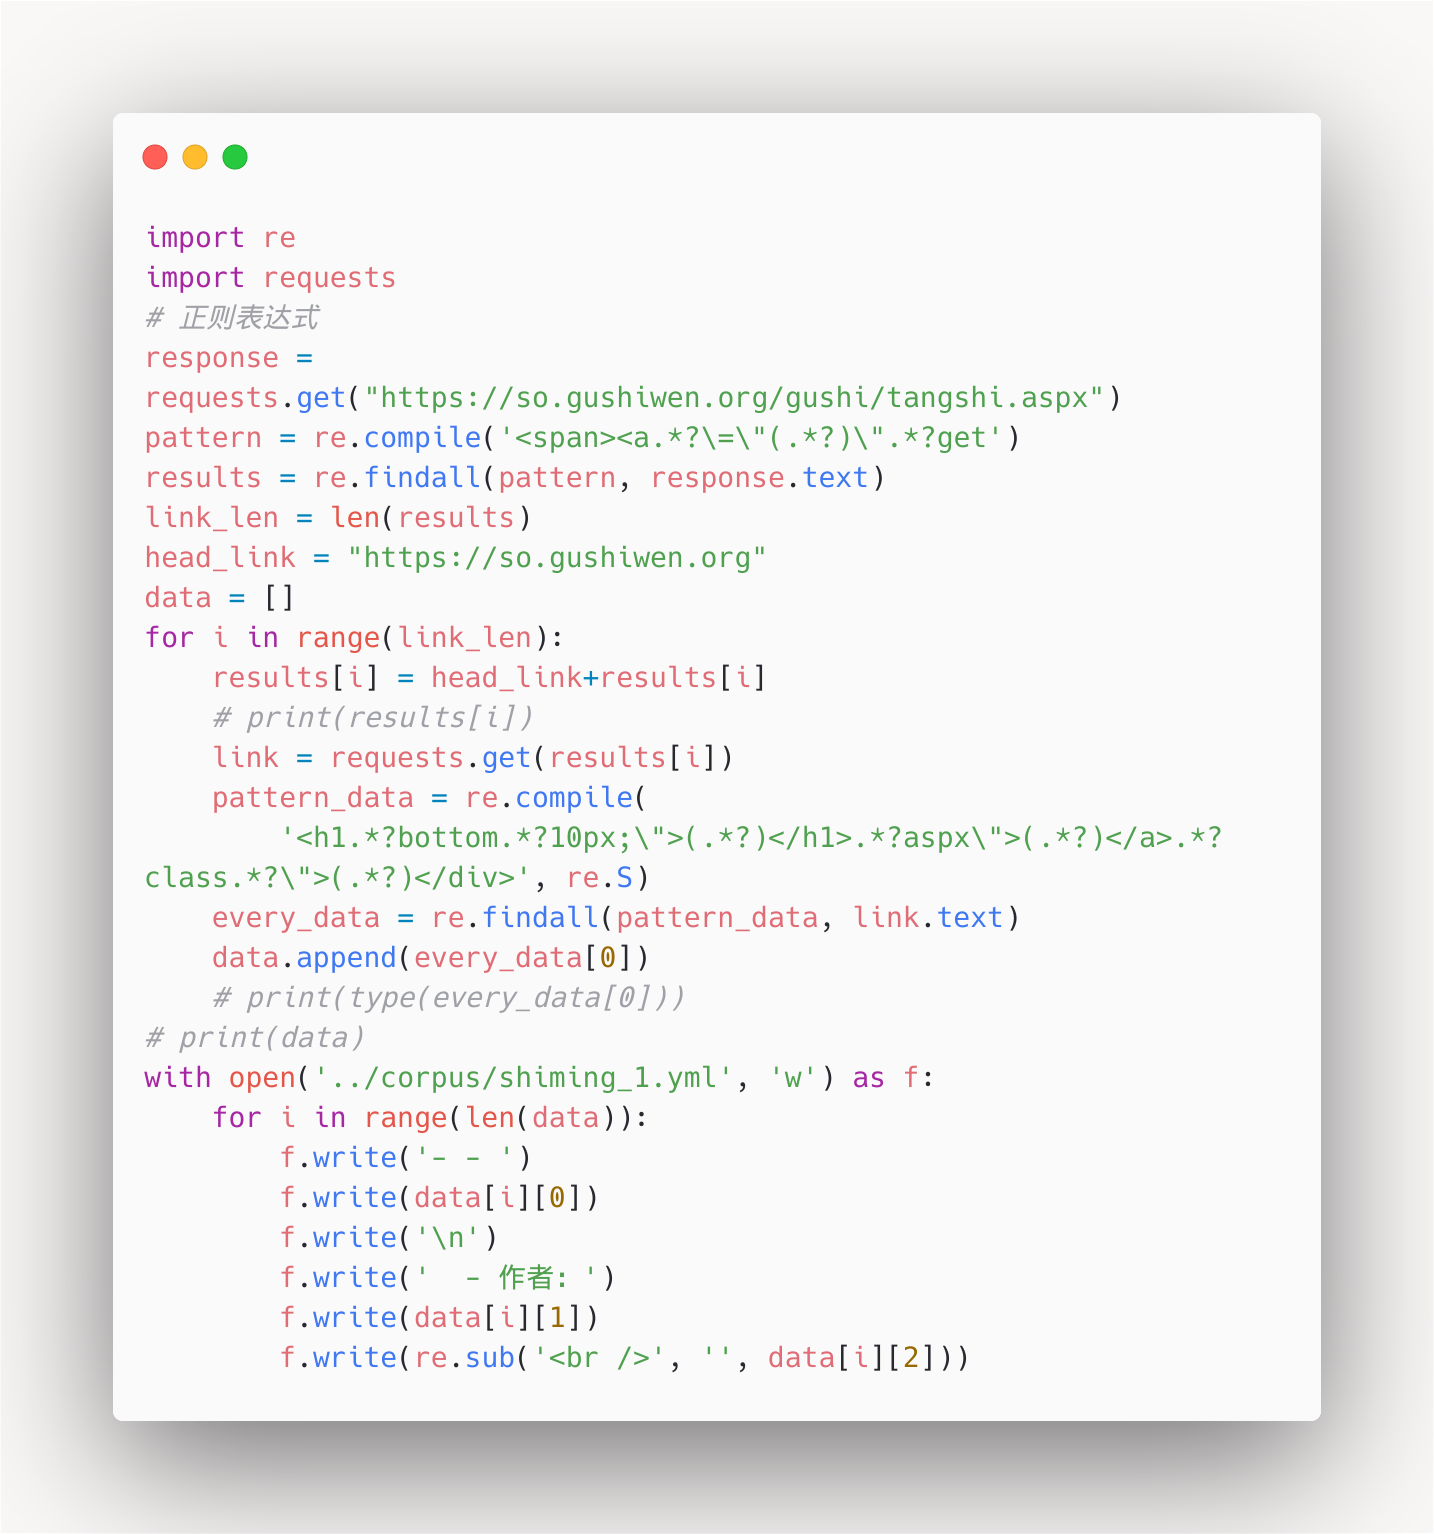 import re
import requests
# 正则表达式
response =
requests.get("https://so.gushiwen.org/gushi/tangshi.aspx")
pattern = re.compile('<span><a.*?\=\"(.*?)\".*?get')
results = re.findall(pattern, response.text)
link_len = len(results)
head_link = "https://so.gushiwen.org"
data = []
for i in range(link_len):
    results[i] = head_link+results[i]
    # print(results[i])
    link = requests.get(results[i])
    pattern_data = re.compile(
        '<h1.*?bottom.*?10px;\">(.*?)</h1>.*?aspx\">(.*?)</a>.*?
class.*?\">(.*?)</div>', re.S)
    every_data = re.findall(pattern_data, link.text)
    data.append(every_data[0])
    # print(type(every_data[0]))
# print(data)
with open('../corpus/shiming_1.yml', 'w') as f:
    for i in range(len(data)):
        f.write('- - ')
        f.write(data[i][0])
        f.write('\n')
        f.write('  - 作者: ')
        f.write(data[i][1])
        f.write(re.sub('<br />', '', data[i][2]))